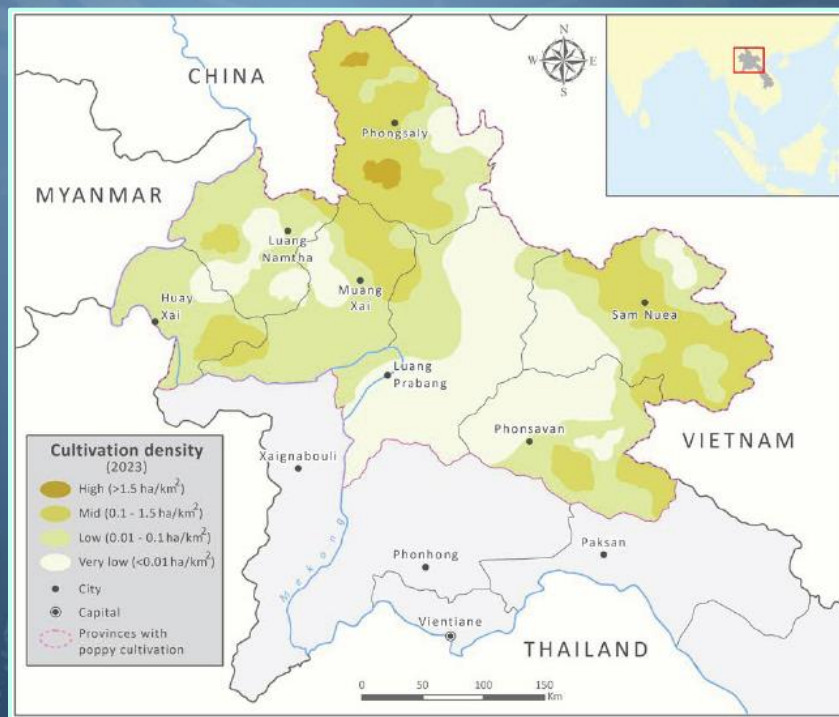 CHINA
N
W
E
S
Phongsaly
MYANMAR
Luang
Namtha
Huay
Xai
Muang
Xai
Sam Nuea
Luang
Prabang
Phonsavan
VIETNAM
Xaignabouli
Phonhong
Paksan
Mekong
Vientiane
THAILAND
Cultivation density
(2023)
High (>1.5 ha/km²)
Mid (0.1 - 1.5 ha/km²)
Low (0.01 - 0.1 ha/km²)
Very low (<0.01 ha/km²)
City
Capital
Provinces with
poppy cultivation
0 50 100 150
Km